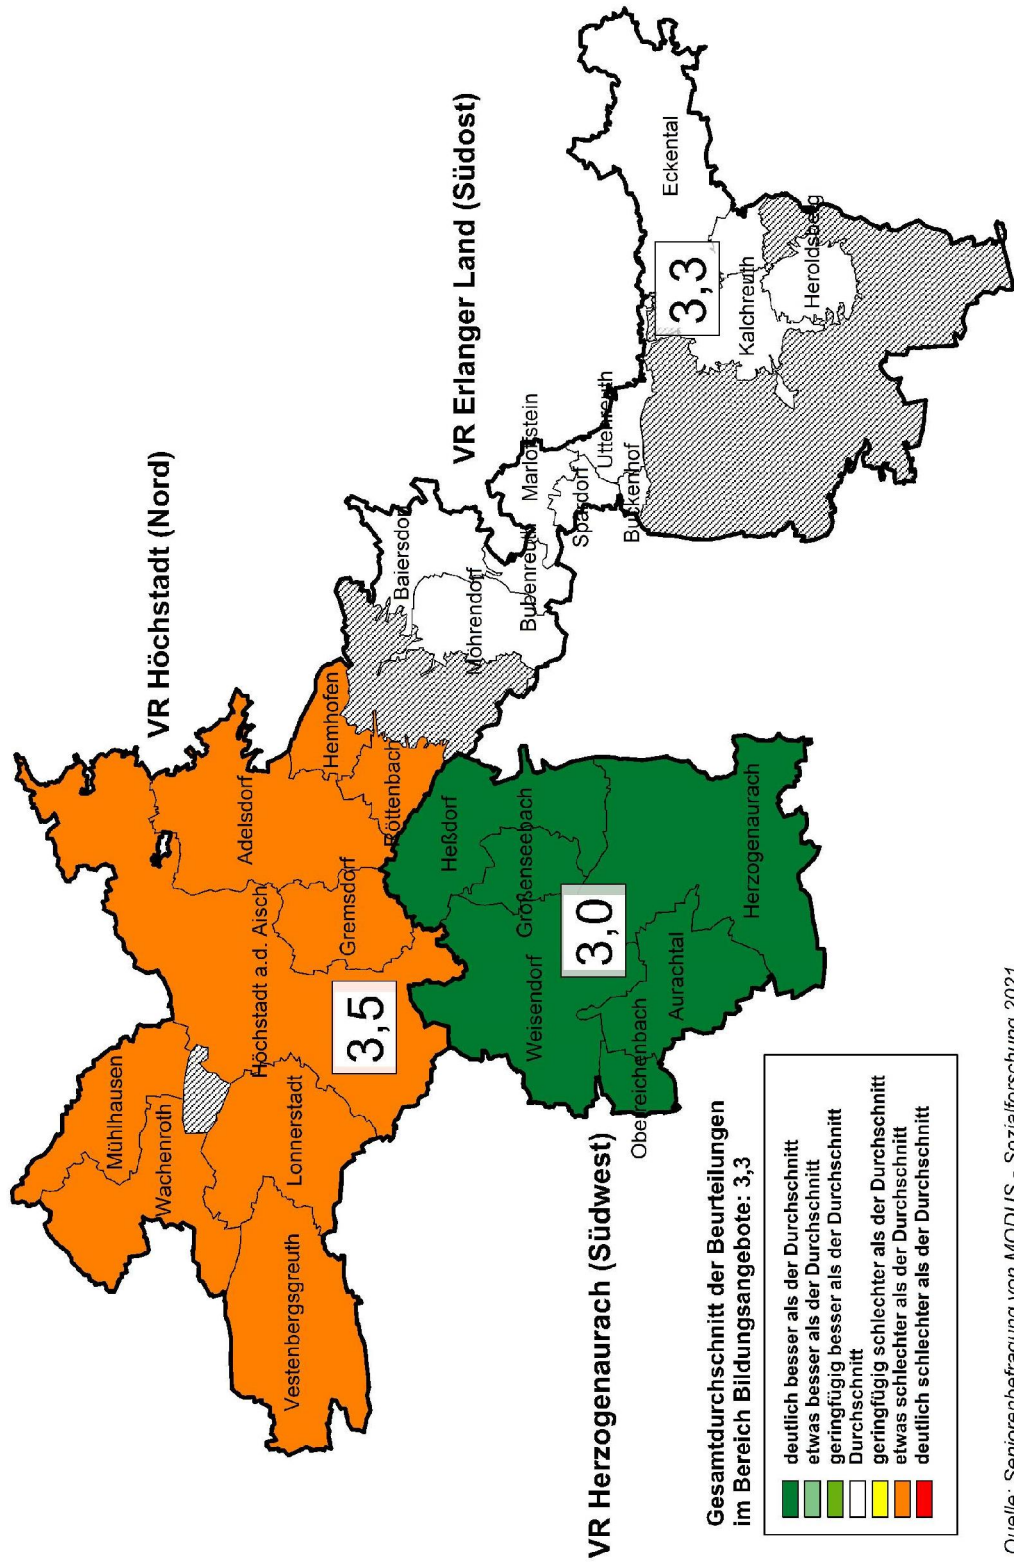 VR Höchstadt (Nord)
Mühlhausen
Wachenroth
Vestenbergsgreuth
Lonnerstadt
Höchstadt a.d. Aisch
Adelsdorf
Gremsdorf
Hemhofen
Röttenbach
3,5
VR Erlanger Land (Südost)
Baiersdorf
Möhrendorf
Bubenreuth
Marloffstein
Spardorf
Uttenreuth
Buckenhof
Eckental
Kalchreuth
Heroldsberg
3,3
VR Herzogenaurach (Südwest)
Heßdorf
Großenseebach
Weisendorf
Oberreichenbach
Aurachtal
Herzogenaurach
3,0
Gesamtdurchschnitt der Beurteilungen
im Bereich Bildungsangebote: 3,3
deutlich besser als der Durchschnitt
etwas besser als der Durchschnitt
geringfügig besser als der Durchschnitt
Durchschnitt
geringfügig schlechter als der Durchschnitt
etwas schlechter als der Durchschnitt
deutlich schlechter als der Durchschnitt
Quelle: Seniorenbefragung von MODUS - Sozialforschung 2021